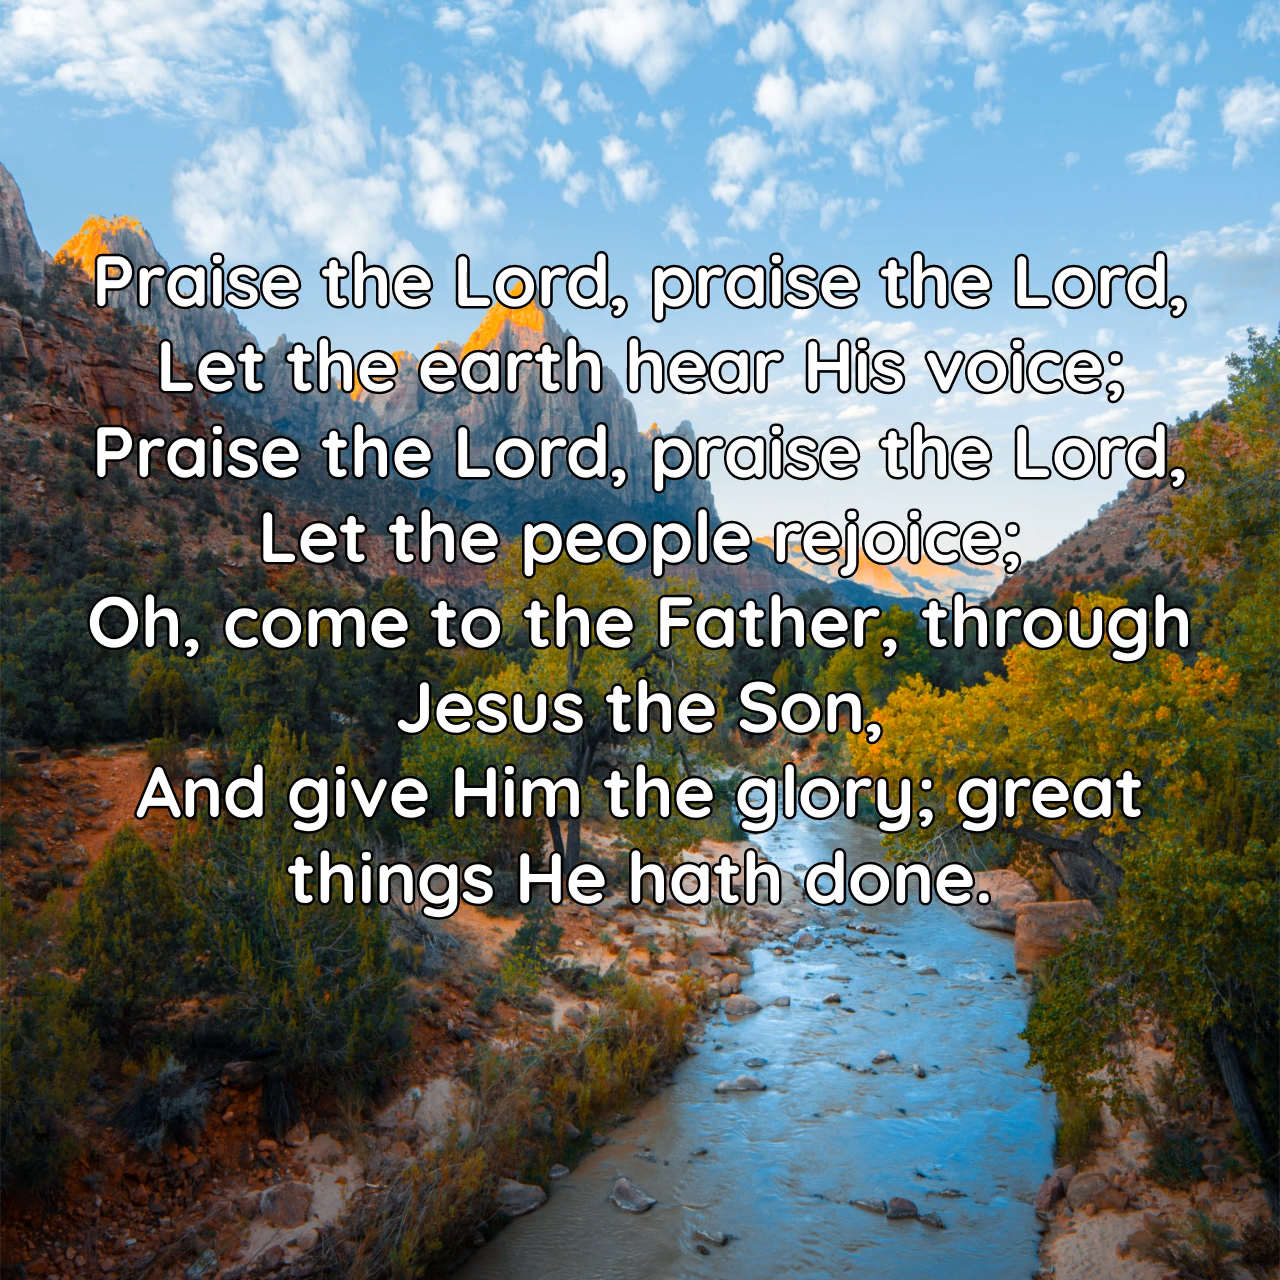 Praise the Lord, praise the Lord,
Let the earth hear His voice;
Praise the Lord, praise the Lord,
Let the people rejoice;
Oh, come to the Father, through
Jesus the Son,
And give Him the glory; great
things He hath done.